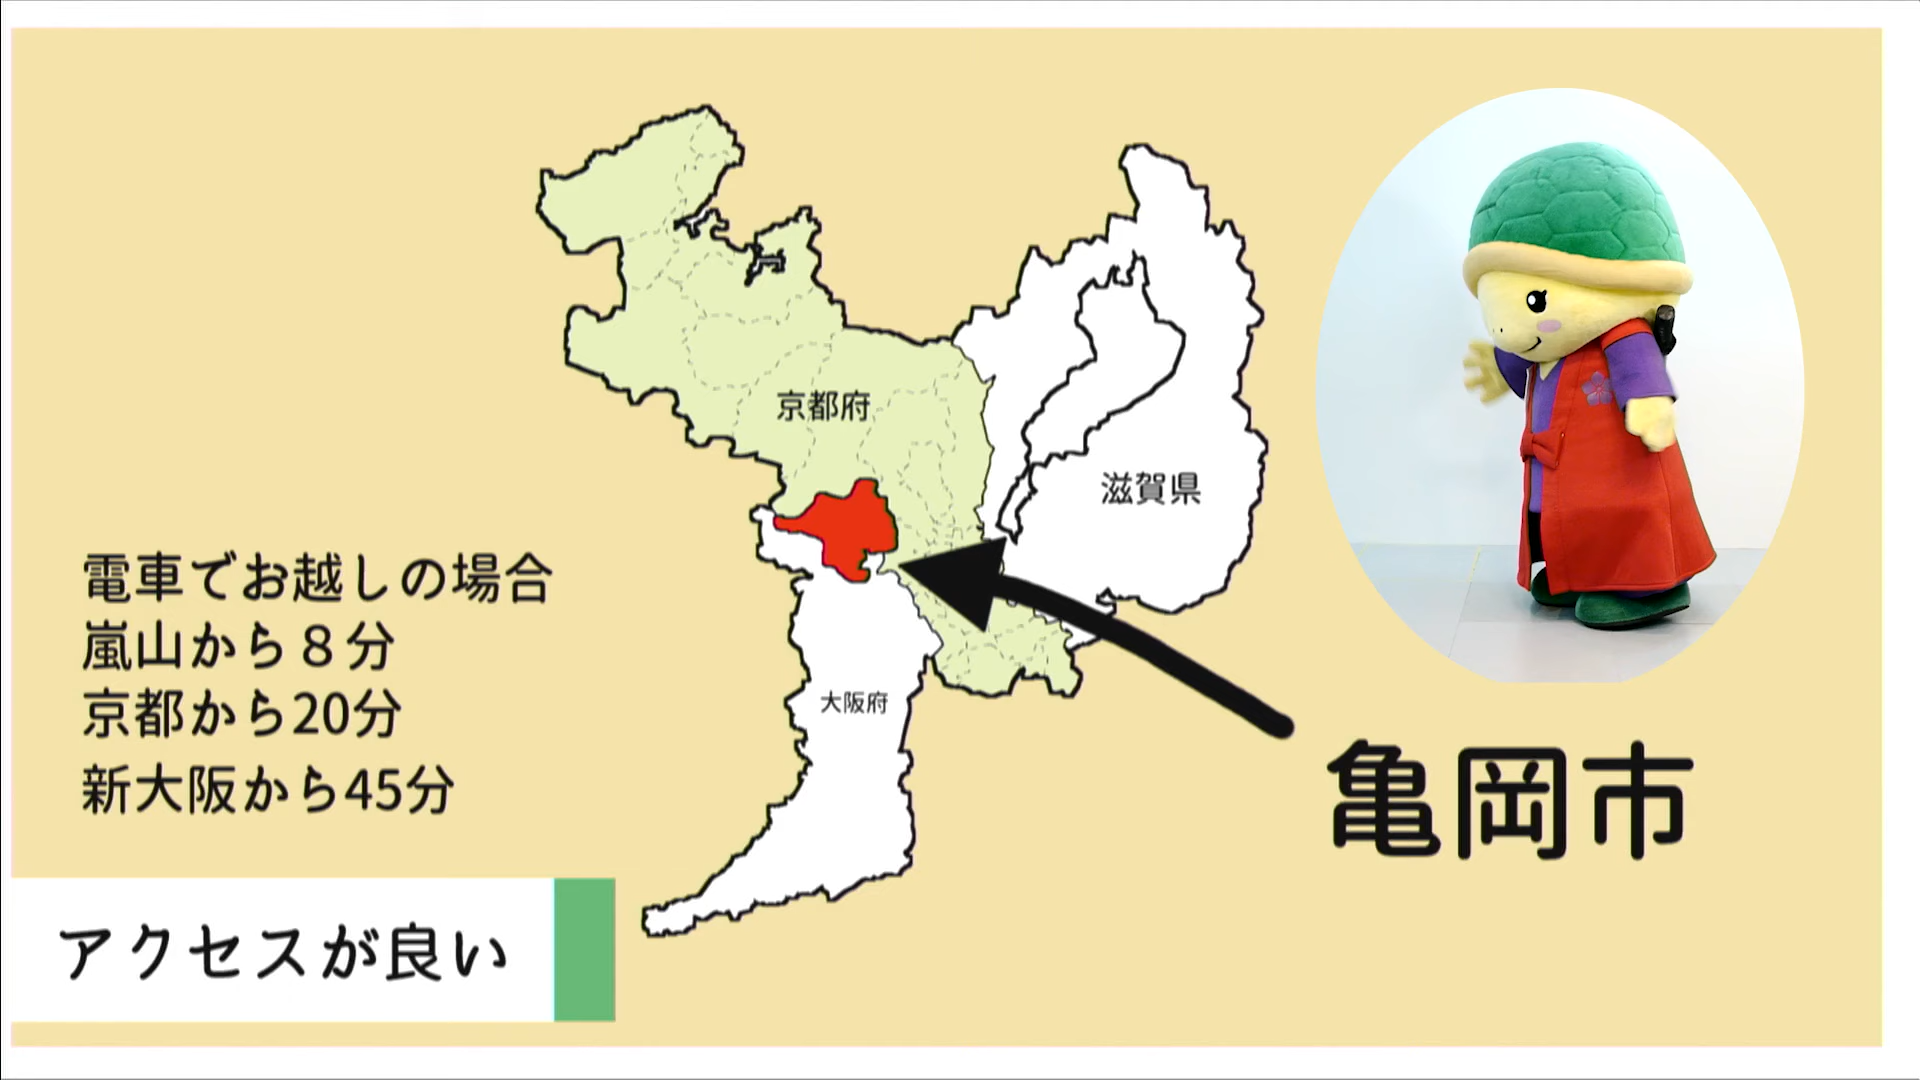 京都府
滋賀県
大阪府
電車でお越しの場合
嵐山から８分
京都から20分
新大阪から45分
亀岡市
アクセスが良い